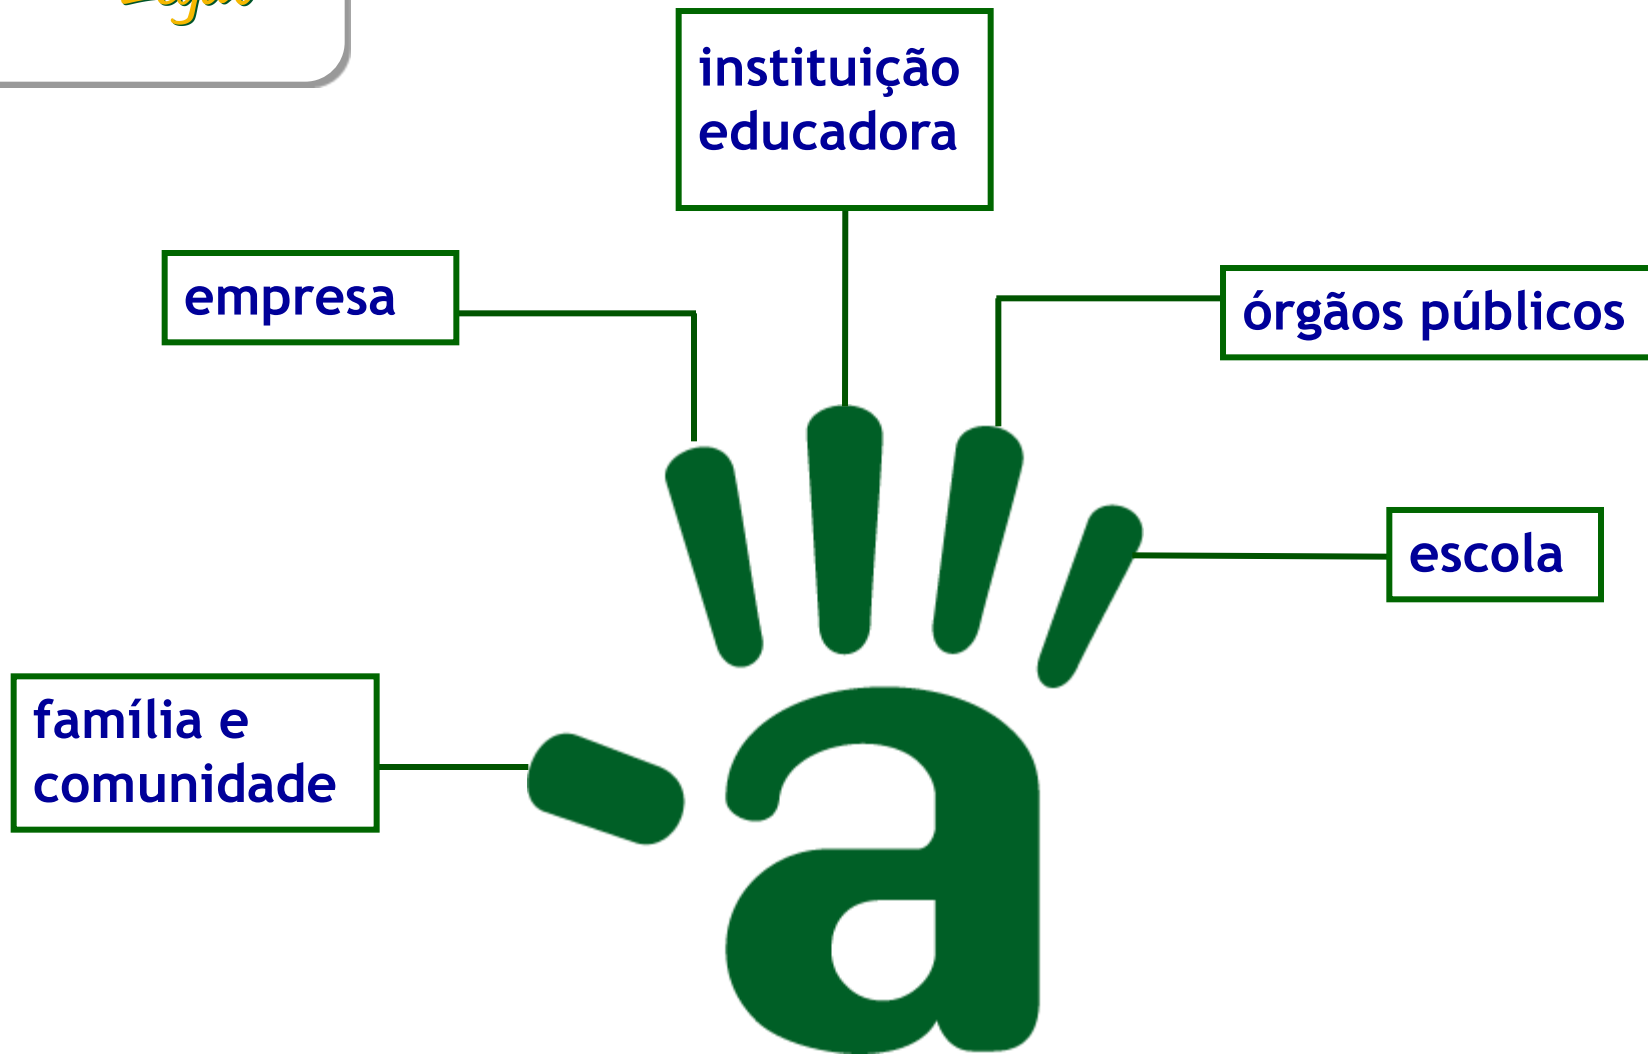 instituição
educadora
empresa
órgãos públicos
escola
família e
comunidade
a